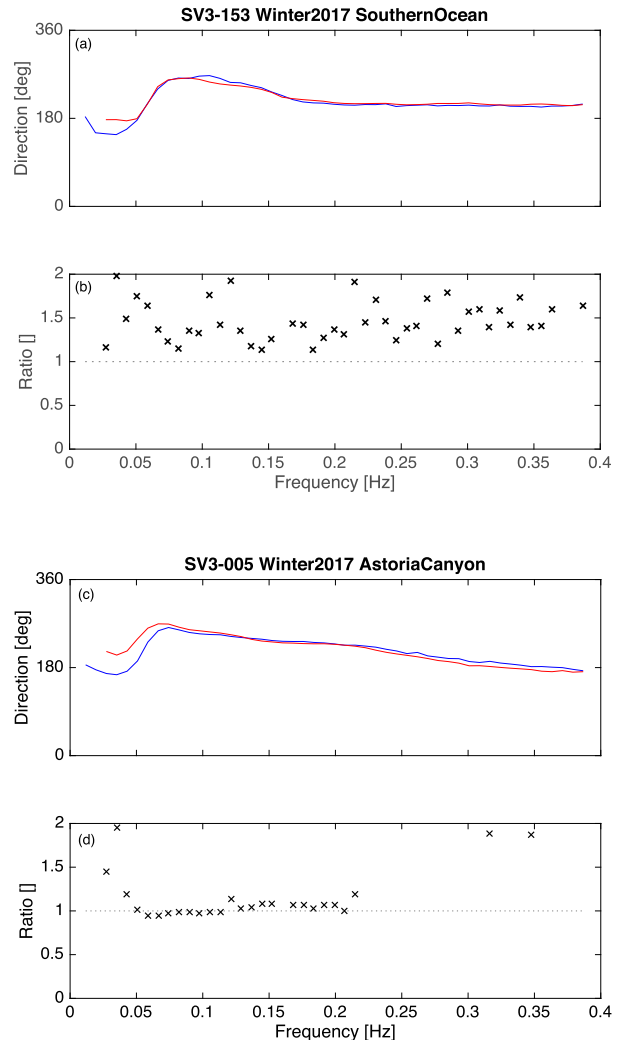 SV3-153 Winter2017 SouthernOcean
360
(a)
Direction [deg]
180
0
2
(b)
1.5
Ratio []
1
0.5
0
0 0.05 0.1 0.15 0.2 0.25 0.3 0.35 0.4
Frequency [Hz]
SV3-005 Winter2017 AstoriaCanyon
360
(c)
Direction [deg]
180
0
2
(d)
1.5
Ratio []
1
0.5
0
0 0.05 0.1 0.15 0.2 0.25 0.3 0.35 0.4
Frequency [Hz]